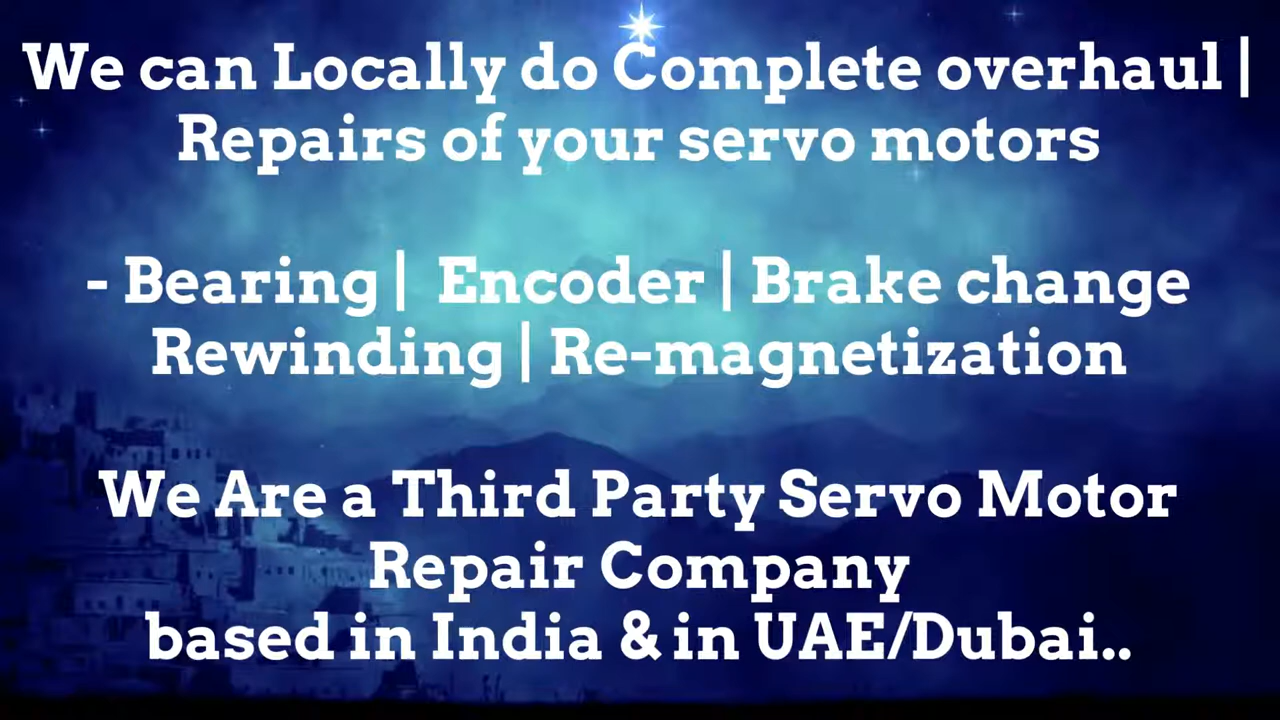 We can Locally do Complete overhaul |
Repairs of your servo motors
- Bearing | Encoder | Brake change
Rewinding | Re-magnetization
We Are a Third Party Servo Motor
Repair Company
based in India & in UAE/Dubai..